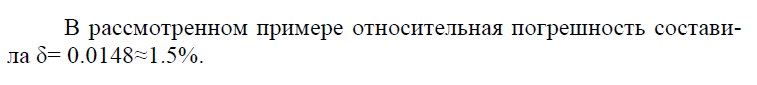 В рассмотренном примере относительная погрешность состави-
ла δ= 0.0148≈1.5%.